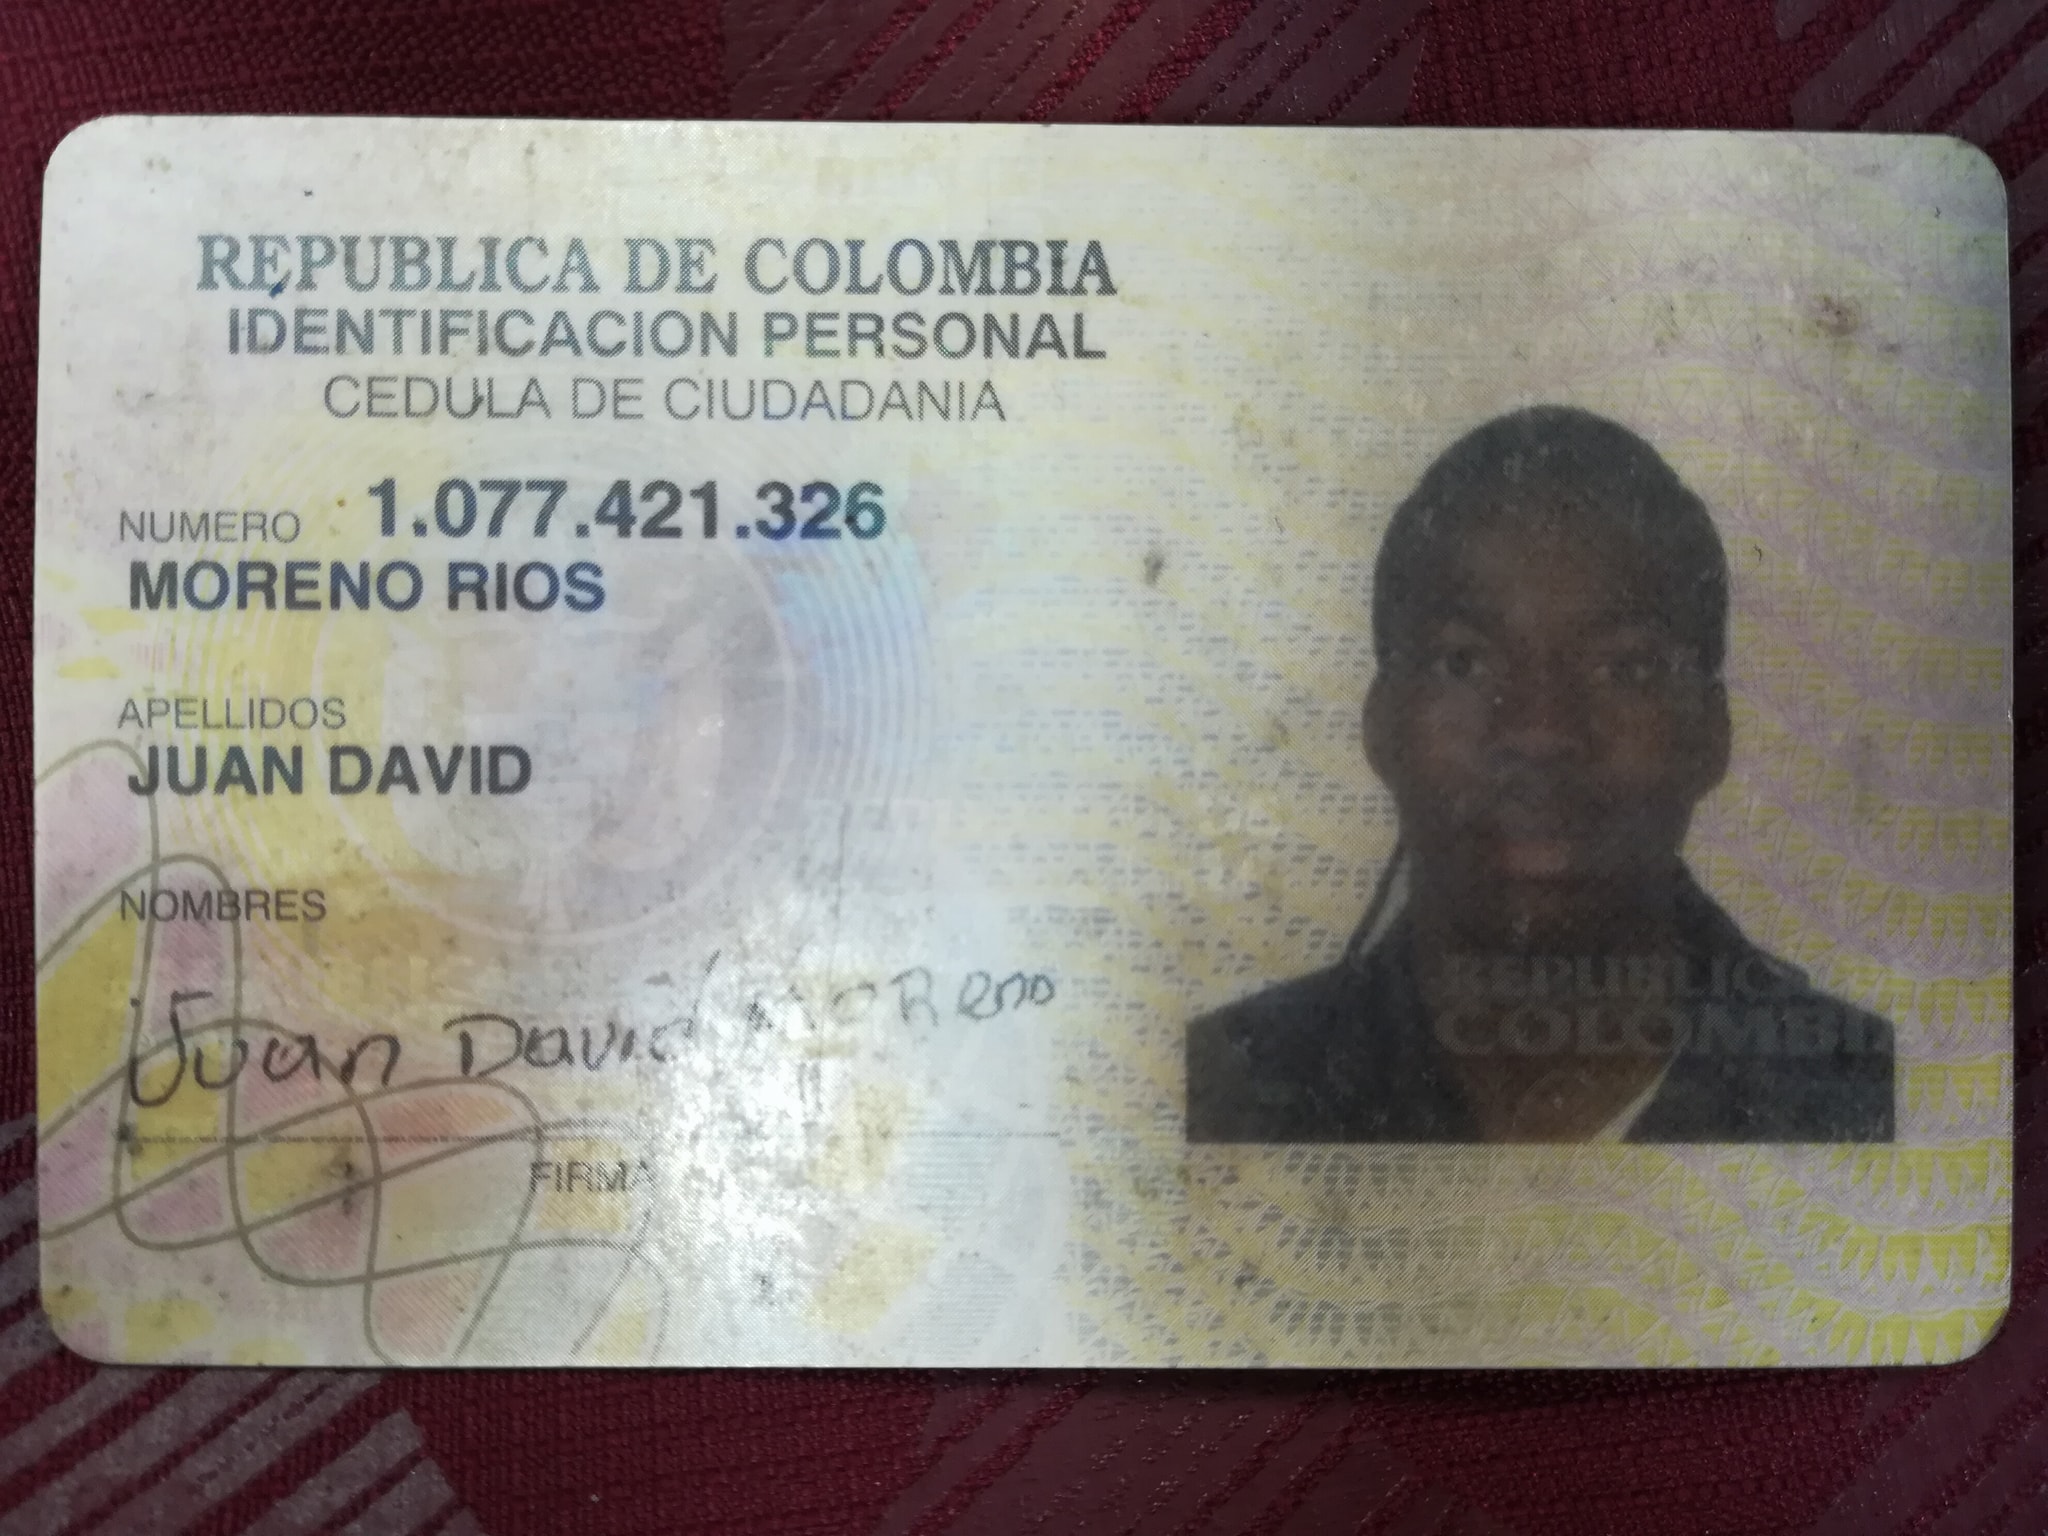 REPUBLICA DE COLOMBIA
IDENTIFICACION PERSONAL
CEDULA DE CIUDADANIA
NUMERO 1.077.421.326
MORENO RIOS
APELLIDOS
JUAN DAVID
NOMBRES
Juan David MORENO
FIRMA
REPUBLICA
COLOMBI